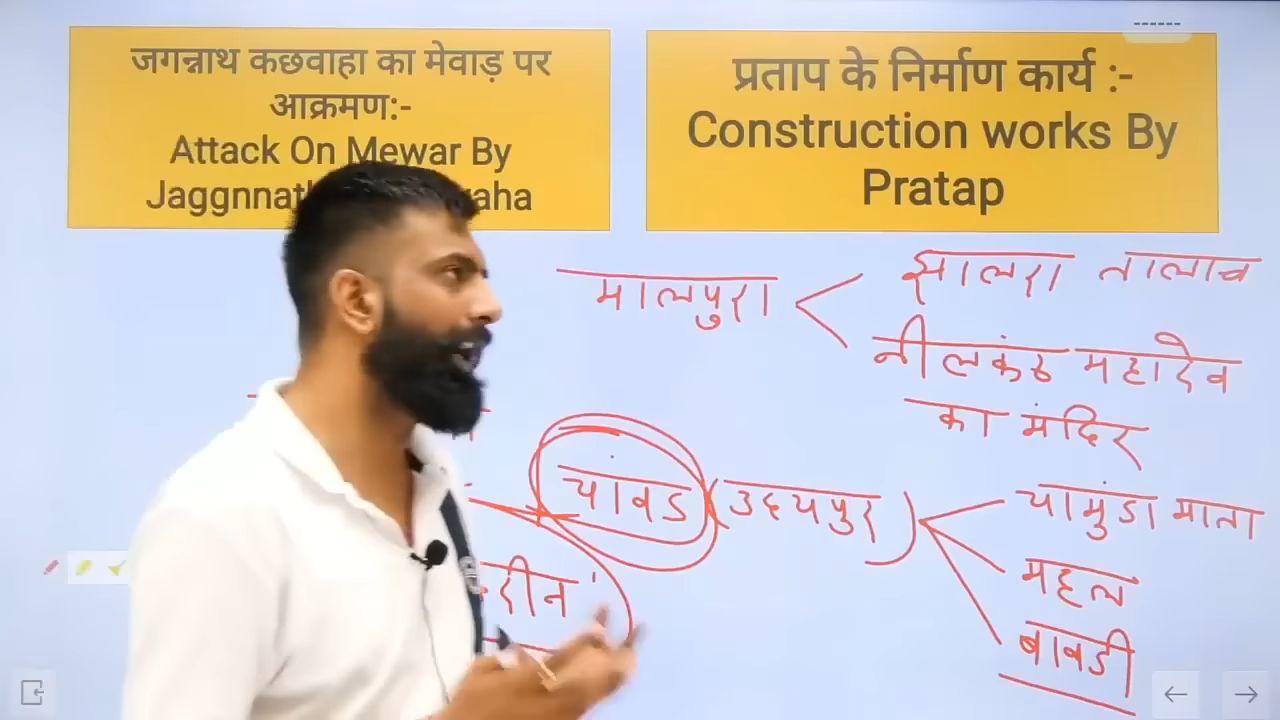 जगन्नाथ कछवाहा का मेवाड़ पर
आक्रमण:-
Attack On Mewar By
प्रताप के निर्माण कार्य :-
Construction works By
Pratap
मालपुरा
झालरा तालाब
नीलकंठ महादेव
का मंदिर
चांवड (उदयपुर)
चामुंडा माता
महल
बावडी